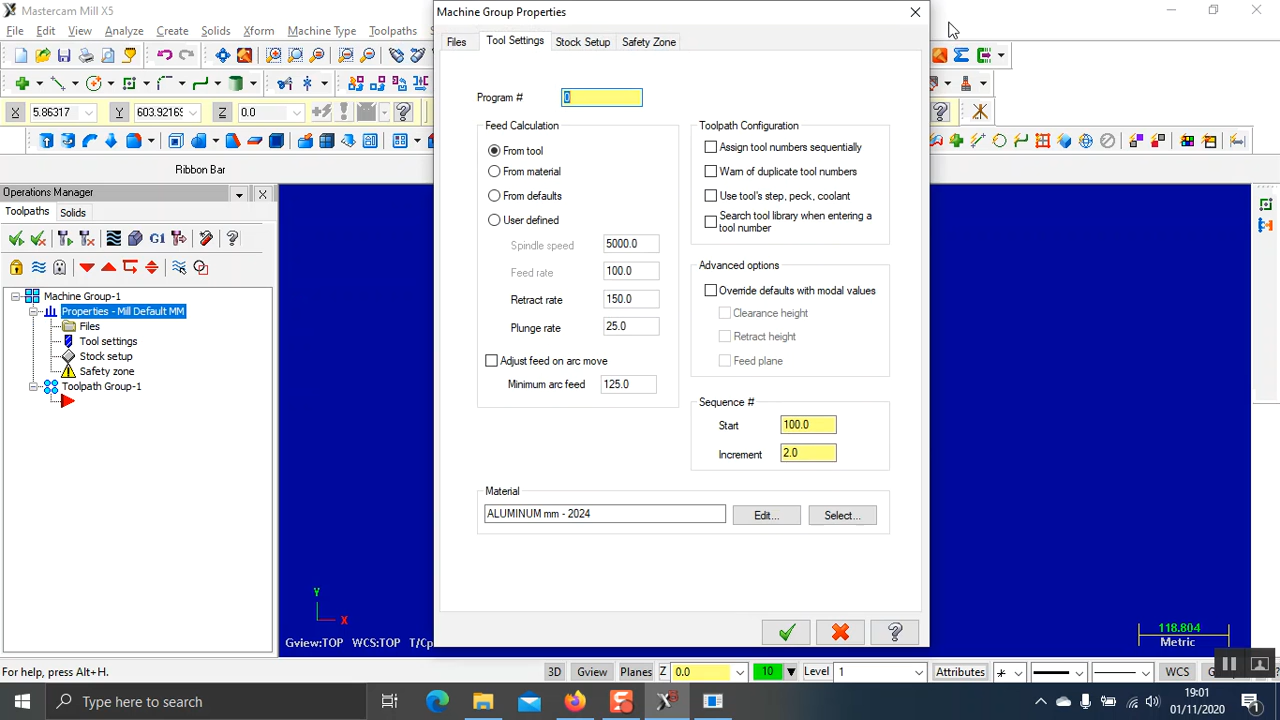 Mastercam Mill X5
File Edit View Analyze Create Solids Xform Machine Type Toolpaths
X 5.86317 Y 603.92169 Z 0.0
Ribbon Bar
Operations Manager
Toolpaths Solids
G1
Machine Group-1
Properties - Mill Default MM
Files
Tool settings
Stock setup
Safety zone
Toolpath Group-1
Machine Group Properties
Files Tool Settings Stock Setup Safety Zone
Program # 0
Feed Calculation
From tool
From material
From defaults
User defined
Spindle speed 5000.0
Feed rate 100.0
Retract rate 150.0
Plunge rate 25.0
Adjust feed on arc move
Minimum arc feed 125.0
Toolpath Configuration
Assign tool numbers sequentially
Warn of duplicate tool numbers
Use tool's step, peck, coolant
Search tool library when entering a
tool number
Advanced options
Override defaults with modal values
Clearance height
Retract height
Feed plane
Sequence #
Start 100.0
Increment 2.0
Material
ALUMINUM mm - 2024 Edit... Select...
Y
X
Gview:TOP WCS:TOP T/Cp
118.804
Metric
For help, press Alt+H.
3D Gview Planes Z 0.0 10 Level 1 Attributes WCS
Type here to search
19:01
01/11/2020
1